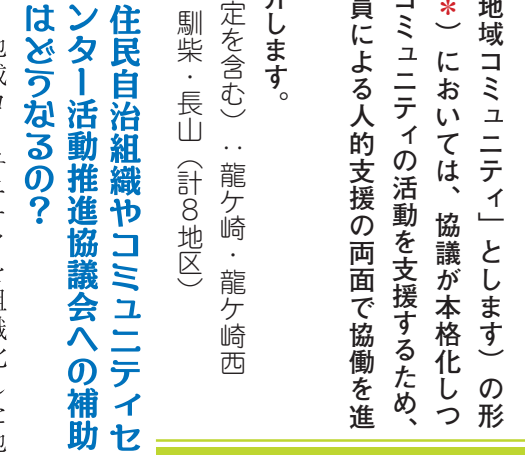 地域コミュニティ」とします）の形
＊）においては、協議が本格化しつ
コミュニティの活動を支援するため、
員による人的支援の両面で協働を進
介します。
定を含む）：龍ケ崎・龍ケ崎西
馴柴・長山（計８地区）
住民自治組織やコミュニティセ
ンター活動推進協議会への補助
はどうなるの？